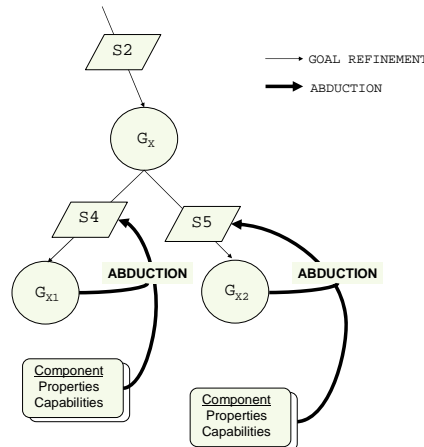 S2
GOAL REFINEMENT
ABDUCTION
Gx
S4
S5
ABDUCTION
ABDUCTION
GX1
GX2
Component
Properties
Capabilities
Component
Properties
Capabilities